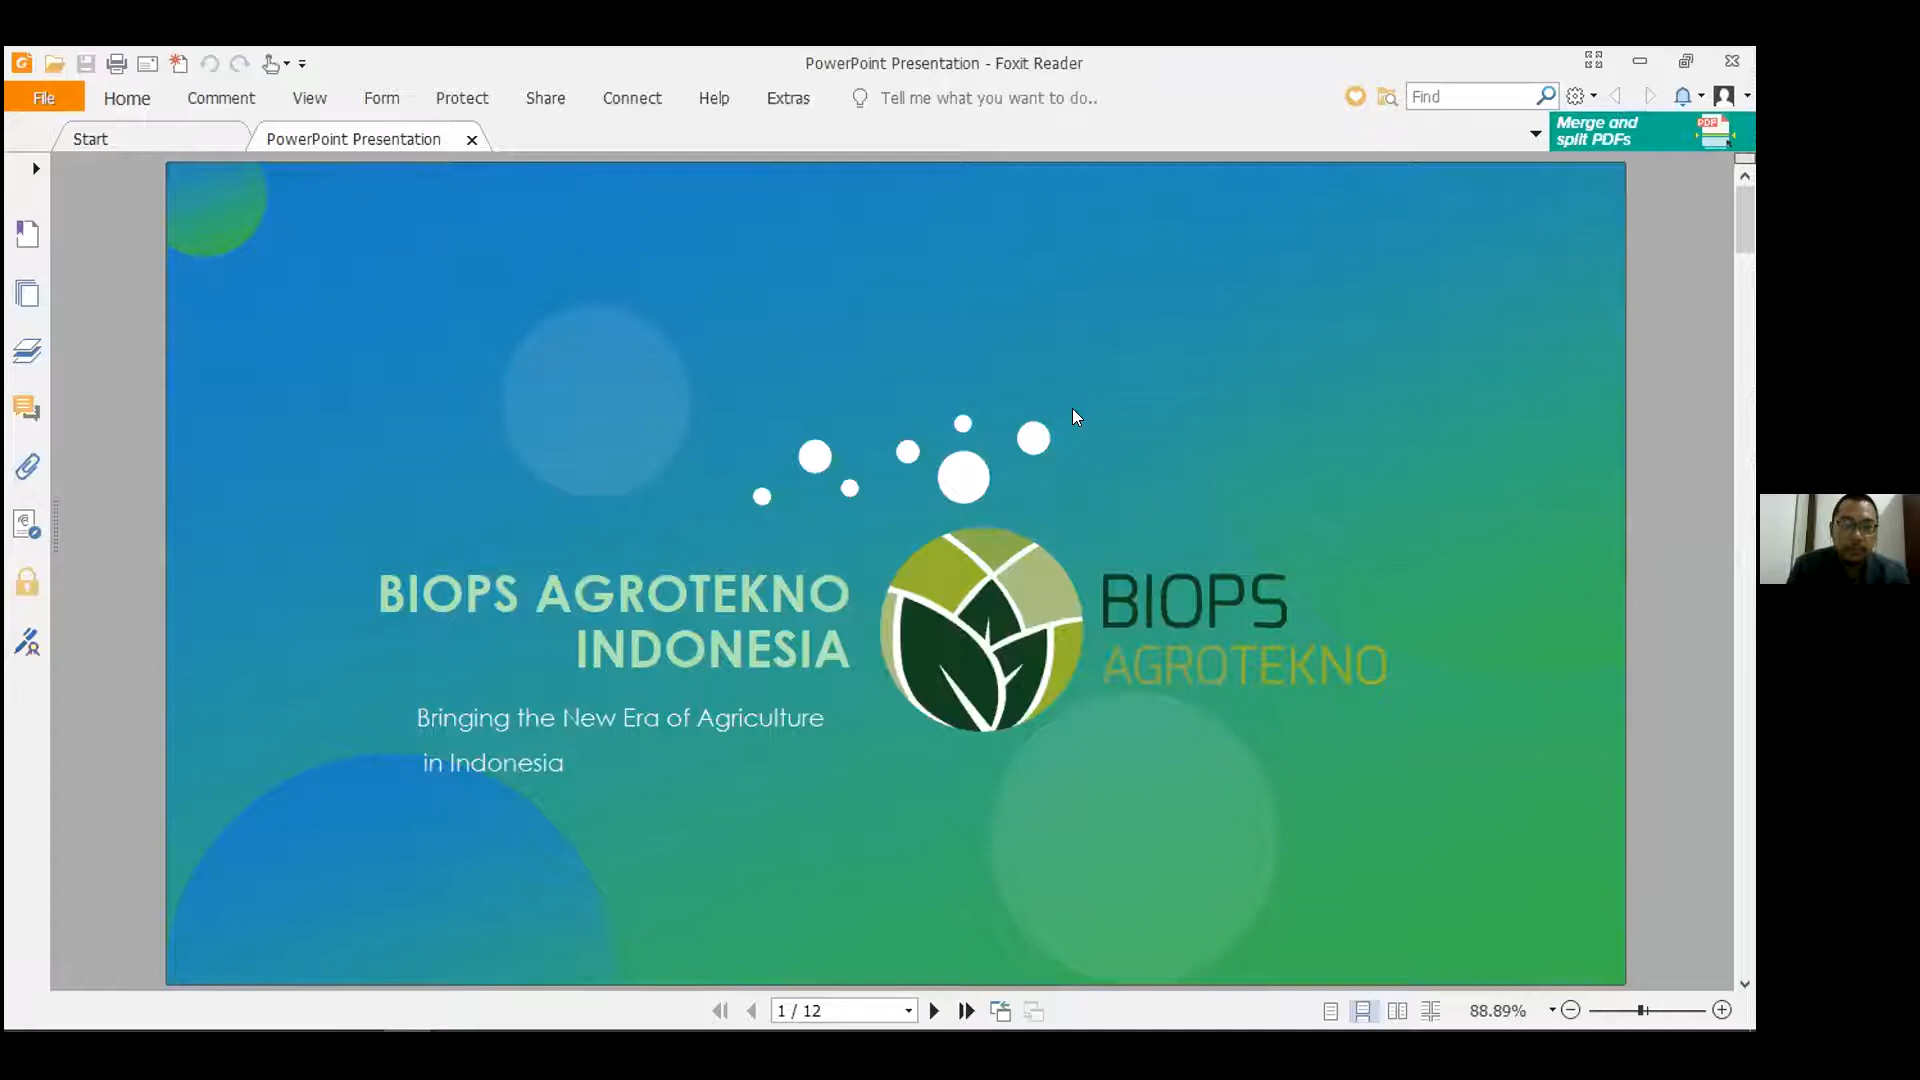 PowerPoint Presentation - Foxit Reader
File Home Comment View Form Protect Share Connect Help Extras Tell me what you want to do.. Find
Start PowerPoint Presentation
Merge and
split PDFs
PDF
BIOPS AGROTEKNO
INDONESIA
Bringing the New Era of Agriculture
in Indonesia
BIOPS
AGROTEKNO
1 / 12
88.89%